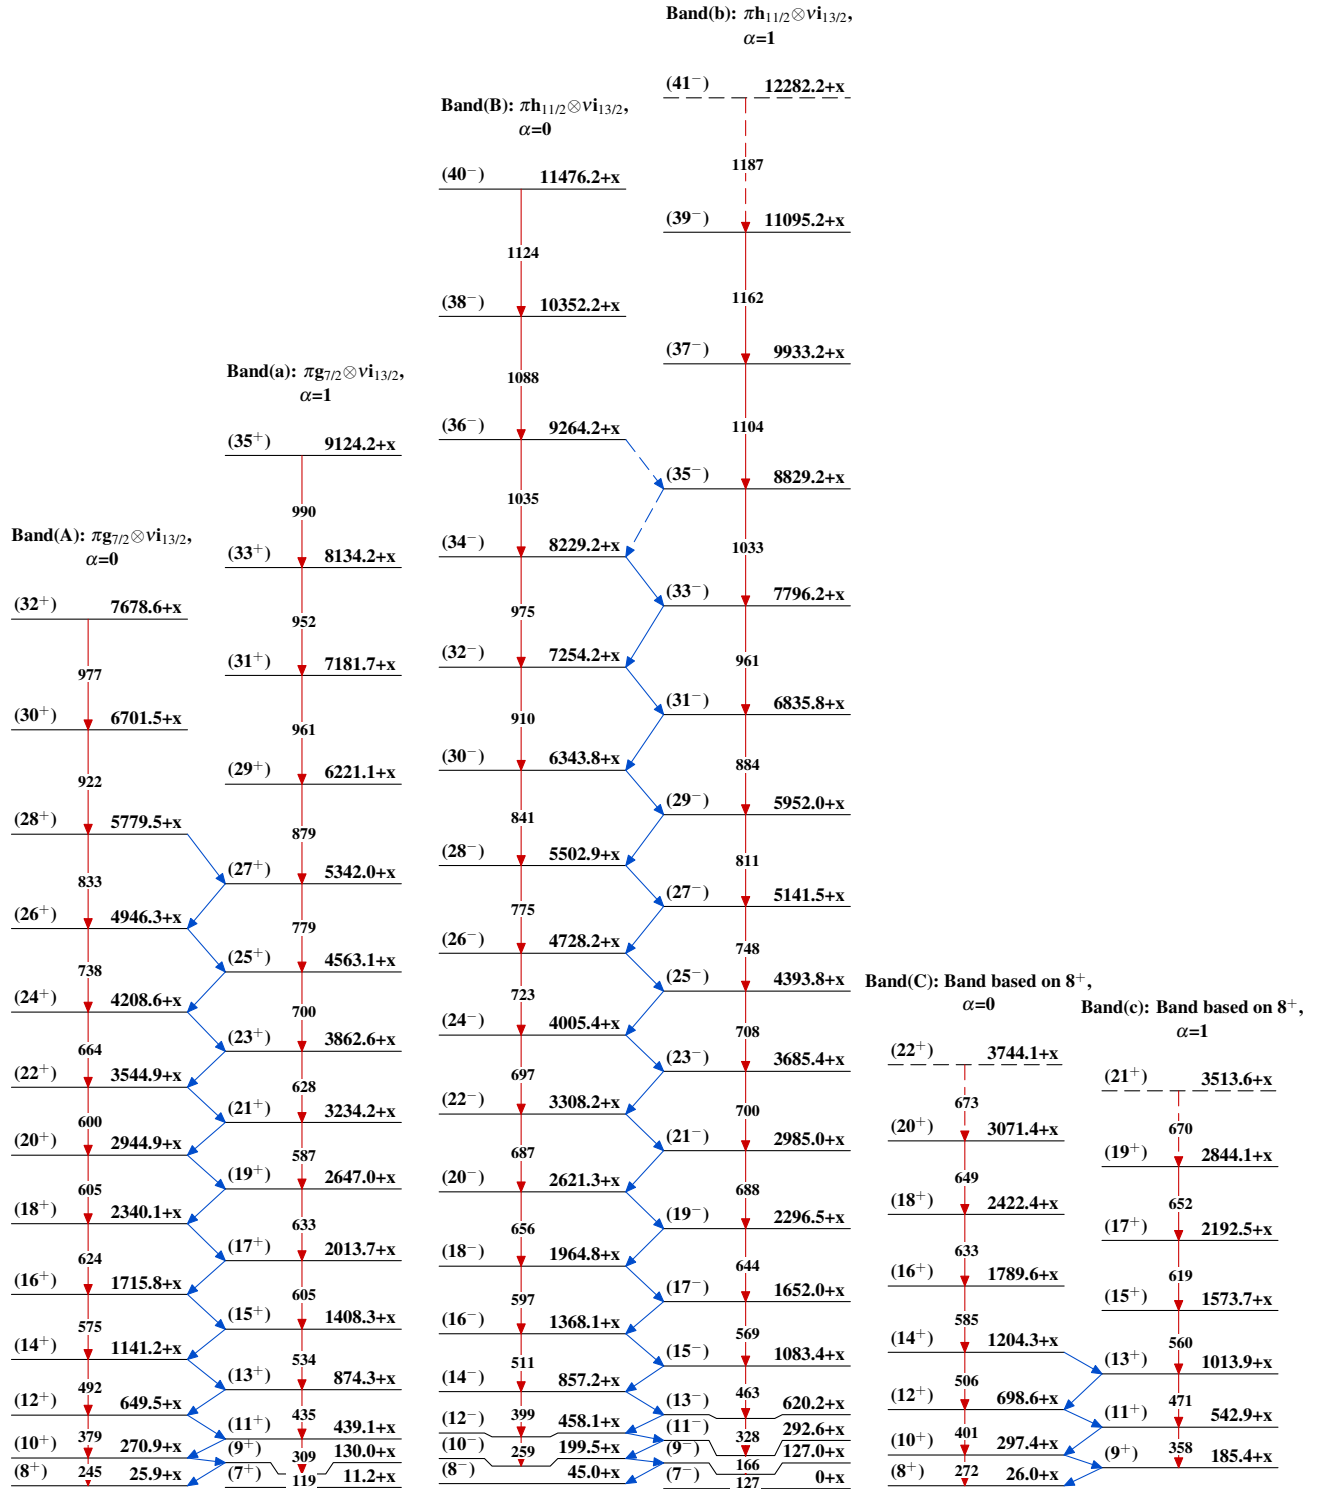 Band(A): πg7/2⊗νi13/2,
α=0
(32+) 7678.6+x
977
(30+) 6701.5+x
922
(28+) 5779.5+x
833
(26+) 4946.3+x
738
(24+) 4208.6+x
664
(22+) 3544.9+x
600
(20+) 2944.9+x
605
(18+) 2340.1+x
624
(16+) 1715.8+x
575
(14+) 1141.2+x
492
(12+) 649.5+x
379
(10+) 270.9+x
245
(8+) 25.9+x
Band(a): πg7/2⊗νi13/2,
α=1
(35+) 9124.2+x
990
(33+) 8134.2+x
952
(31+) 7181.7+x
961
(29+) 6221.1+x
879
(27+) 5342.0+x
779
(25+) 4563.1+x
700
(23+) 3862.6+x
628
(21+) 3234.2+x
587
(19+) 2647.0+x
633
(17+) 2013.7+x
605
(15+) 1408.3+x
534
(13+) 874.3+x
435
(11+) 439.1+x
309
(9+) 130.0+x
119
(7+) 11.2+x
Band(B): πh11/2⊗νi13/2,
α=0
(40−) 11476.2+x
1124
(38−) 10352.2+x
1088
(36−) 9264.2+x
1035
(34−) 8229.2+x
975
(32−) 7254.2+x
910
(30−) 6343.8+x
841
(28−) 5502.9+x
775
(26−) 4728.2+x
723
(24−) 4005.4+x
697
(22−) 3308.2+x
687
(20−) 2621.3+x
656
(18−) 1964.8+x
597
(16−) 1368.1+x
511
(14−) 857.2+x
399
(12−) 458.1+x
259
(10−) 199.5+x
(8−) 45.0+x
Band(b): πh11/2⊗νi13/2,
α=1
(41−) 12282.2+x
1187
(39−) 11095.2+x
1162
(37−) 9933.2+x
1104
(35−) 8829.2+x
1033
(33−) 7796.2+x
961
(31−) 6835.8+x
884
(29−) 5952.0+x
811
(27−) 5141.5+x
748
(25−) 4393.8+x
708
(23−) 3685.4+x
700
(21−) 2985.0+x
688
(19−) 2296.5+x
644
(17−) 1652.0+x
569
(15−) 1083.4+x
463
(13−) 620.2+x
328
(11−) 292.6+x
166
(9−) 127.0+x
127
(7−) 0+x
Band(C): Band based on 8+,
α=0
(22+) 3744.1+x
673
(20+) 3071.4+x
649
(18+) 2422.4+x
633
(16+) 1789.6+x
585
(14+) 1204.3+x
506
(12+) 698.6+x
401
(10+) 297.4+x
272
(8+) 26.0+x
Band(c): Band based on 8+,
α=1
(21+) 3513.6+x
670
(19+) 2844.1+x
652
(17+) 2192.5+x
619
(15+) 1573.7+x
560
(13+) 1013.9+x
471
(11+) 542.9+x
358
(9+) 185.4+x